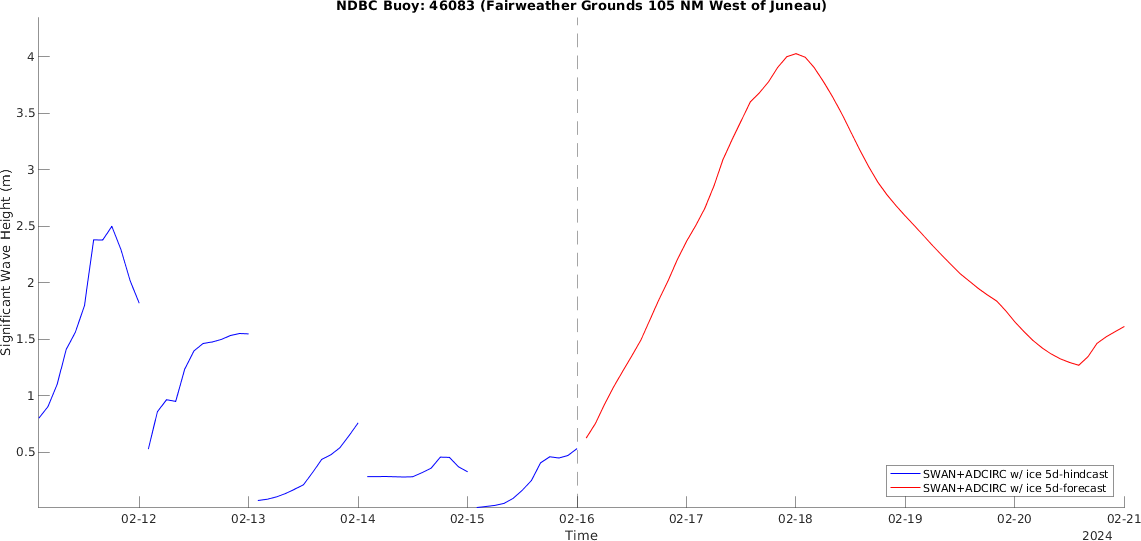 NDBC Buoy: 46083 (Fairweather Grounds 105 NM West of Juneau)
Significant Wave Height (m)
4
3.5
3
2.5
2
1.5
1
0.5
SWAN+ADCIRC w/ ice 5d-hindcast
SWAN+ADCIRC w/ ice 5d-forecast
02-12 02-13 02-14 02-15 02-16 02-17 02-18 02-19 02-20 02-21
Time
2024